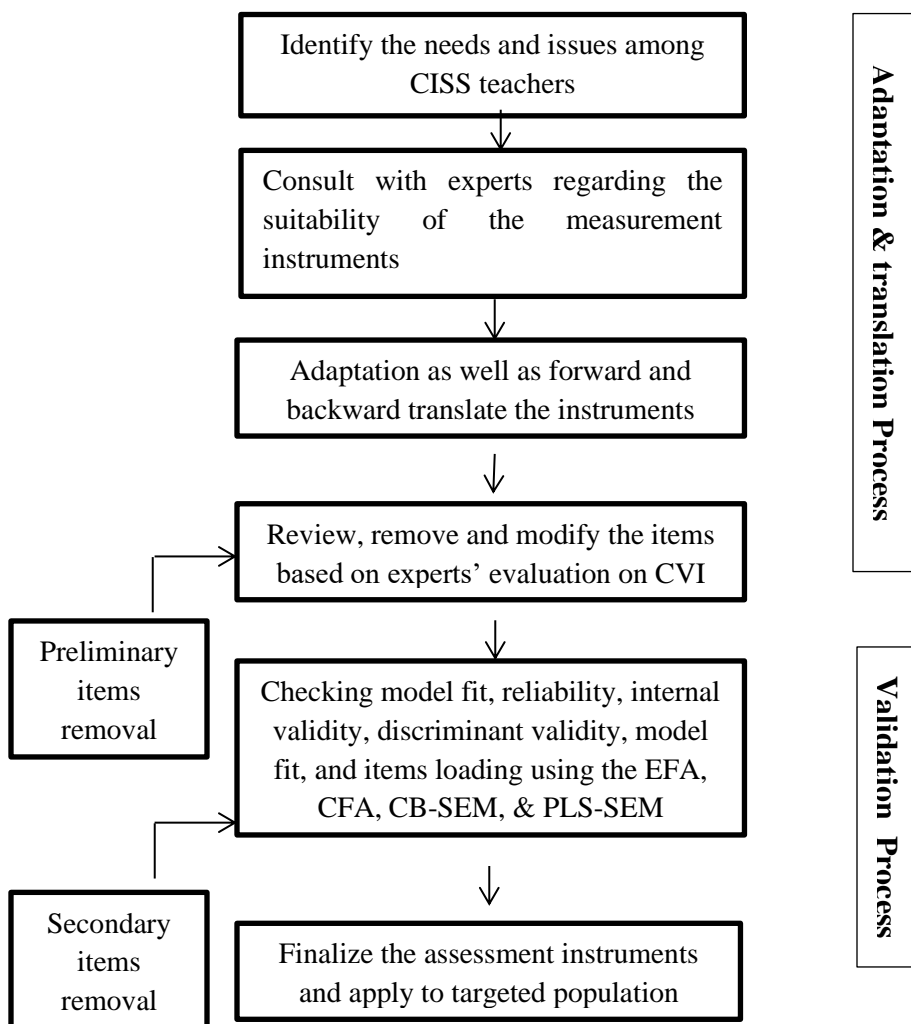 Identify the needs and issues among
CISS teachers
Consult with experts regarding the
suitability of the measurement
instruments
Adaptation as well as forward and
backward translate the instruments
Review, remove and modify the items
based on experts’ evaluation on CVI
Preliminary
items
removal
Checking model fit, reliability, internal
validity, discriminant validity, model
fit, and items loading using the EFA,
CFA, CB-SEM, & PLS-SEM
Secondary
items
removal
Finalize the assessment instruments
and apply to targeted population
Adaptation & translation Process
Validation Process